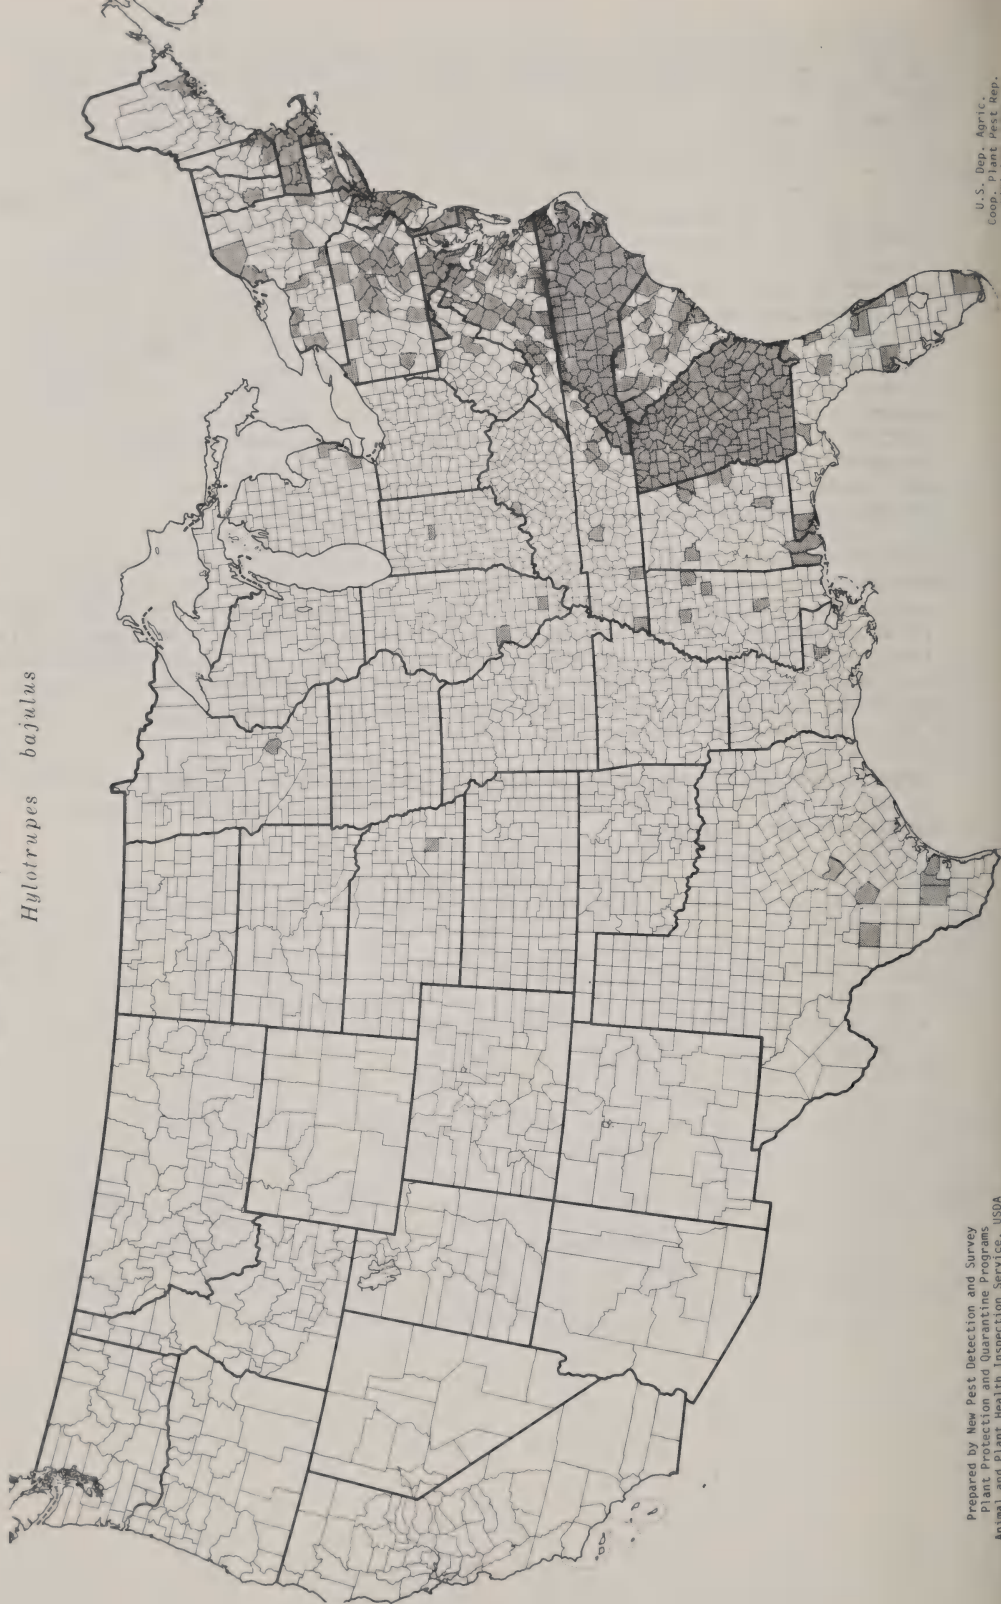 Hylotrupes bajulus
Prepared by New Pest Detection and Survey
Plant Protection and Quarantine Programs
Animal and Plant Health Inspection Service, USDA
U.S. Dep. Agric.
Coop. Plant Pest Rep.